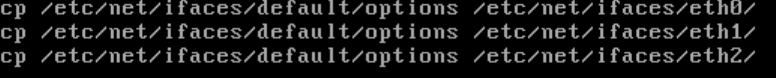 cp /etc/net/ifaces/default/options /etc/net/ifaces/eth0/
cp /etc/net/ifaces/default/options /etc/net/ifaces/eth1/
cp /etc/net/ifaces/default/options /etc/net/ifaces/eth2/